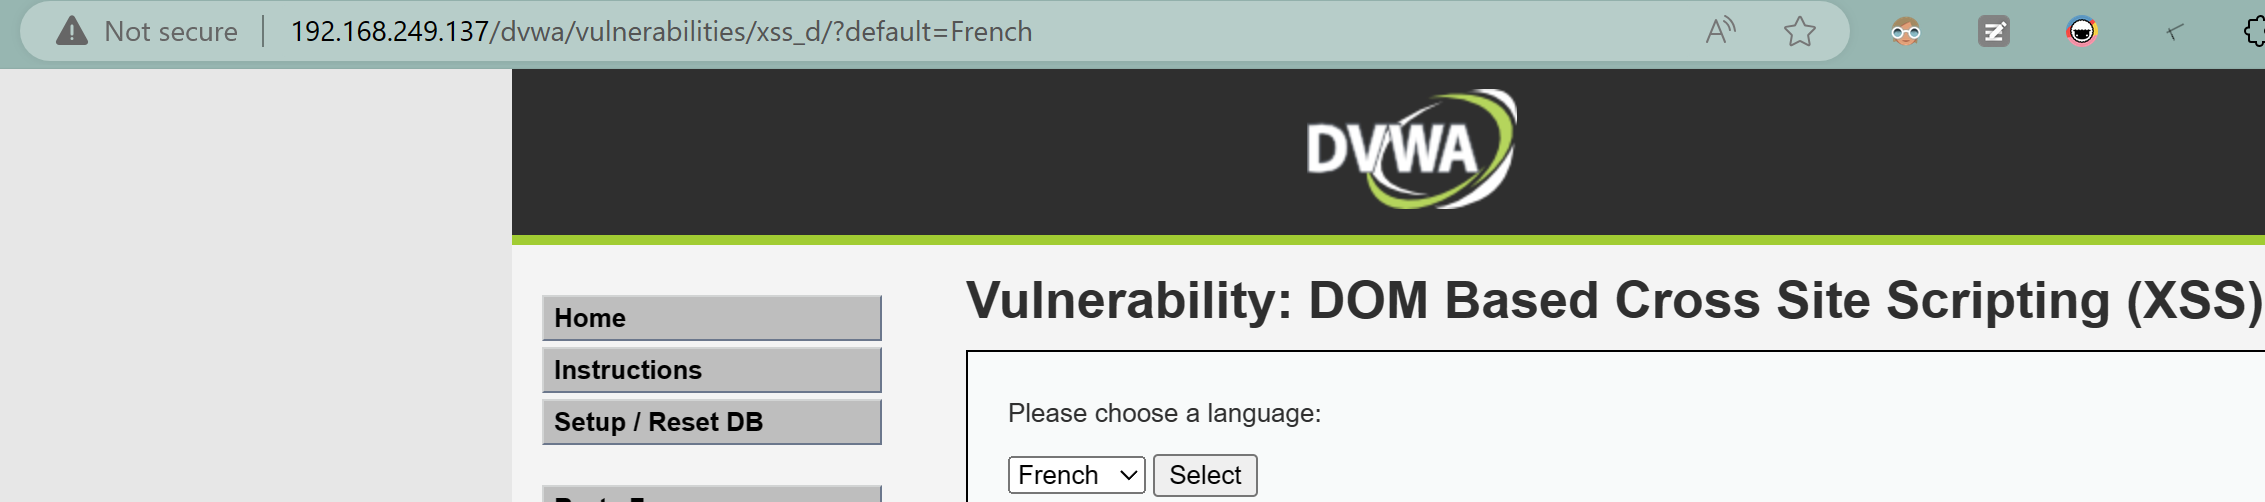 Not secure 192.168.249.137/dvwa/vulnerabilities/xss_d/?default=French
DVWA
Vulnerability: DOM Based Cross Site Scripting (XSS)
Home
Instructions
Setup / Reset DB
Please choose a language:
French Select